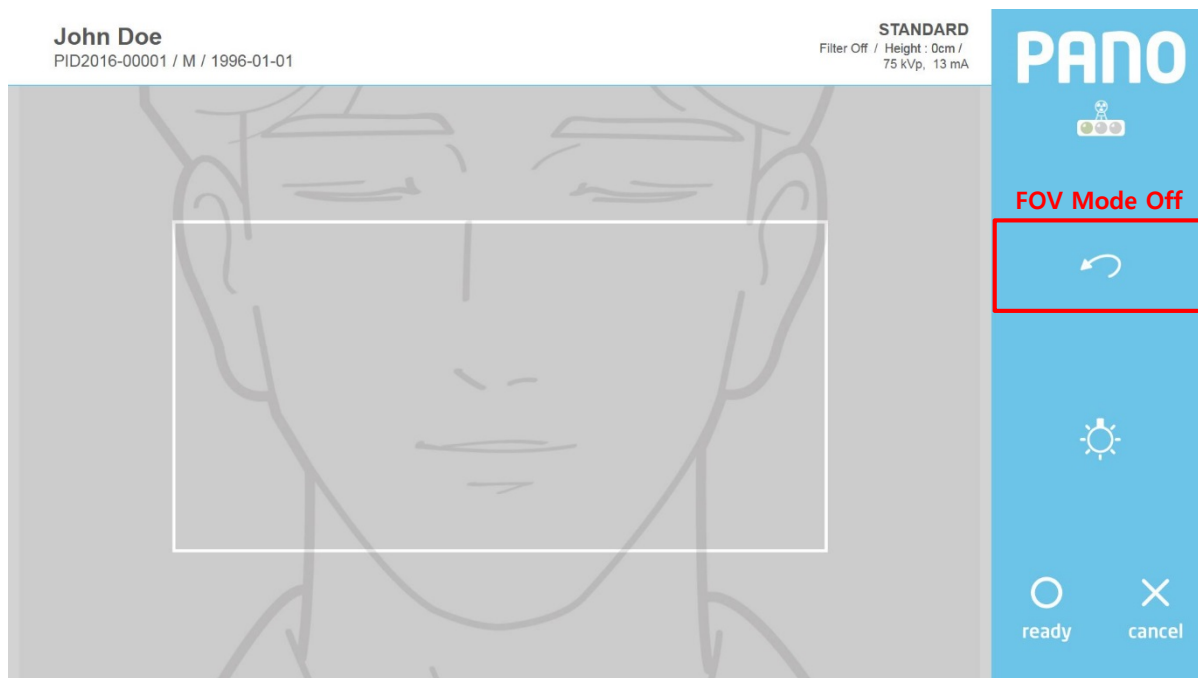 John Doe
PID2016-00001 / M / 1996-01-01
STANDARD
Filter Off / Height : 0cm /
75 kVp, 13 mA
PANO
FOV Mode Off
ready
cancel